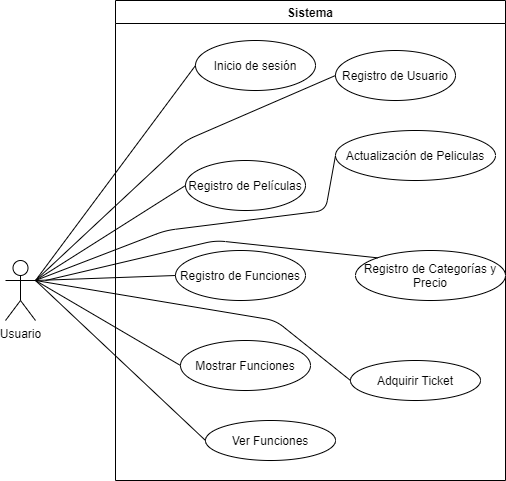 Sistema
Inicio de sesión
Registro de Usuario
Actualización de Peliculas
Registro de Películas
Registro de Funciones
Registro de Categorías y
Precio
Usuario
Mostrar Funciones
Adquirir Ticket
Ver Funciones